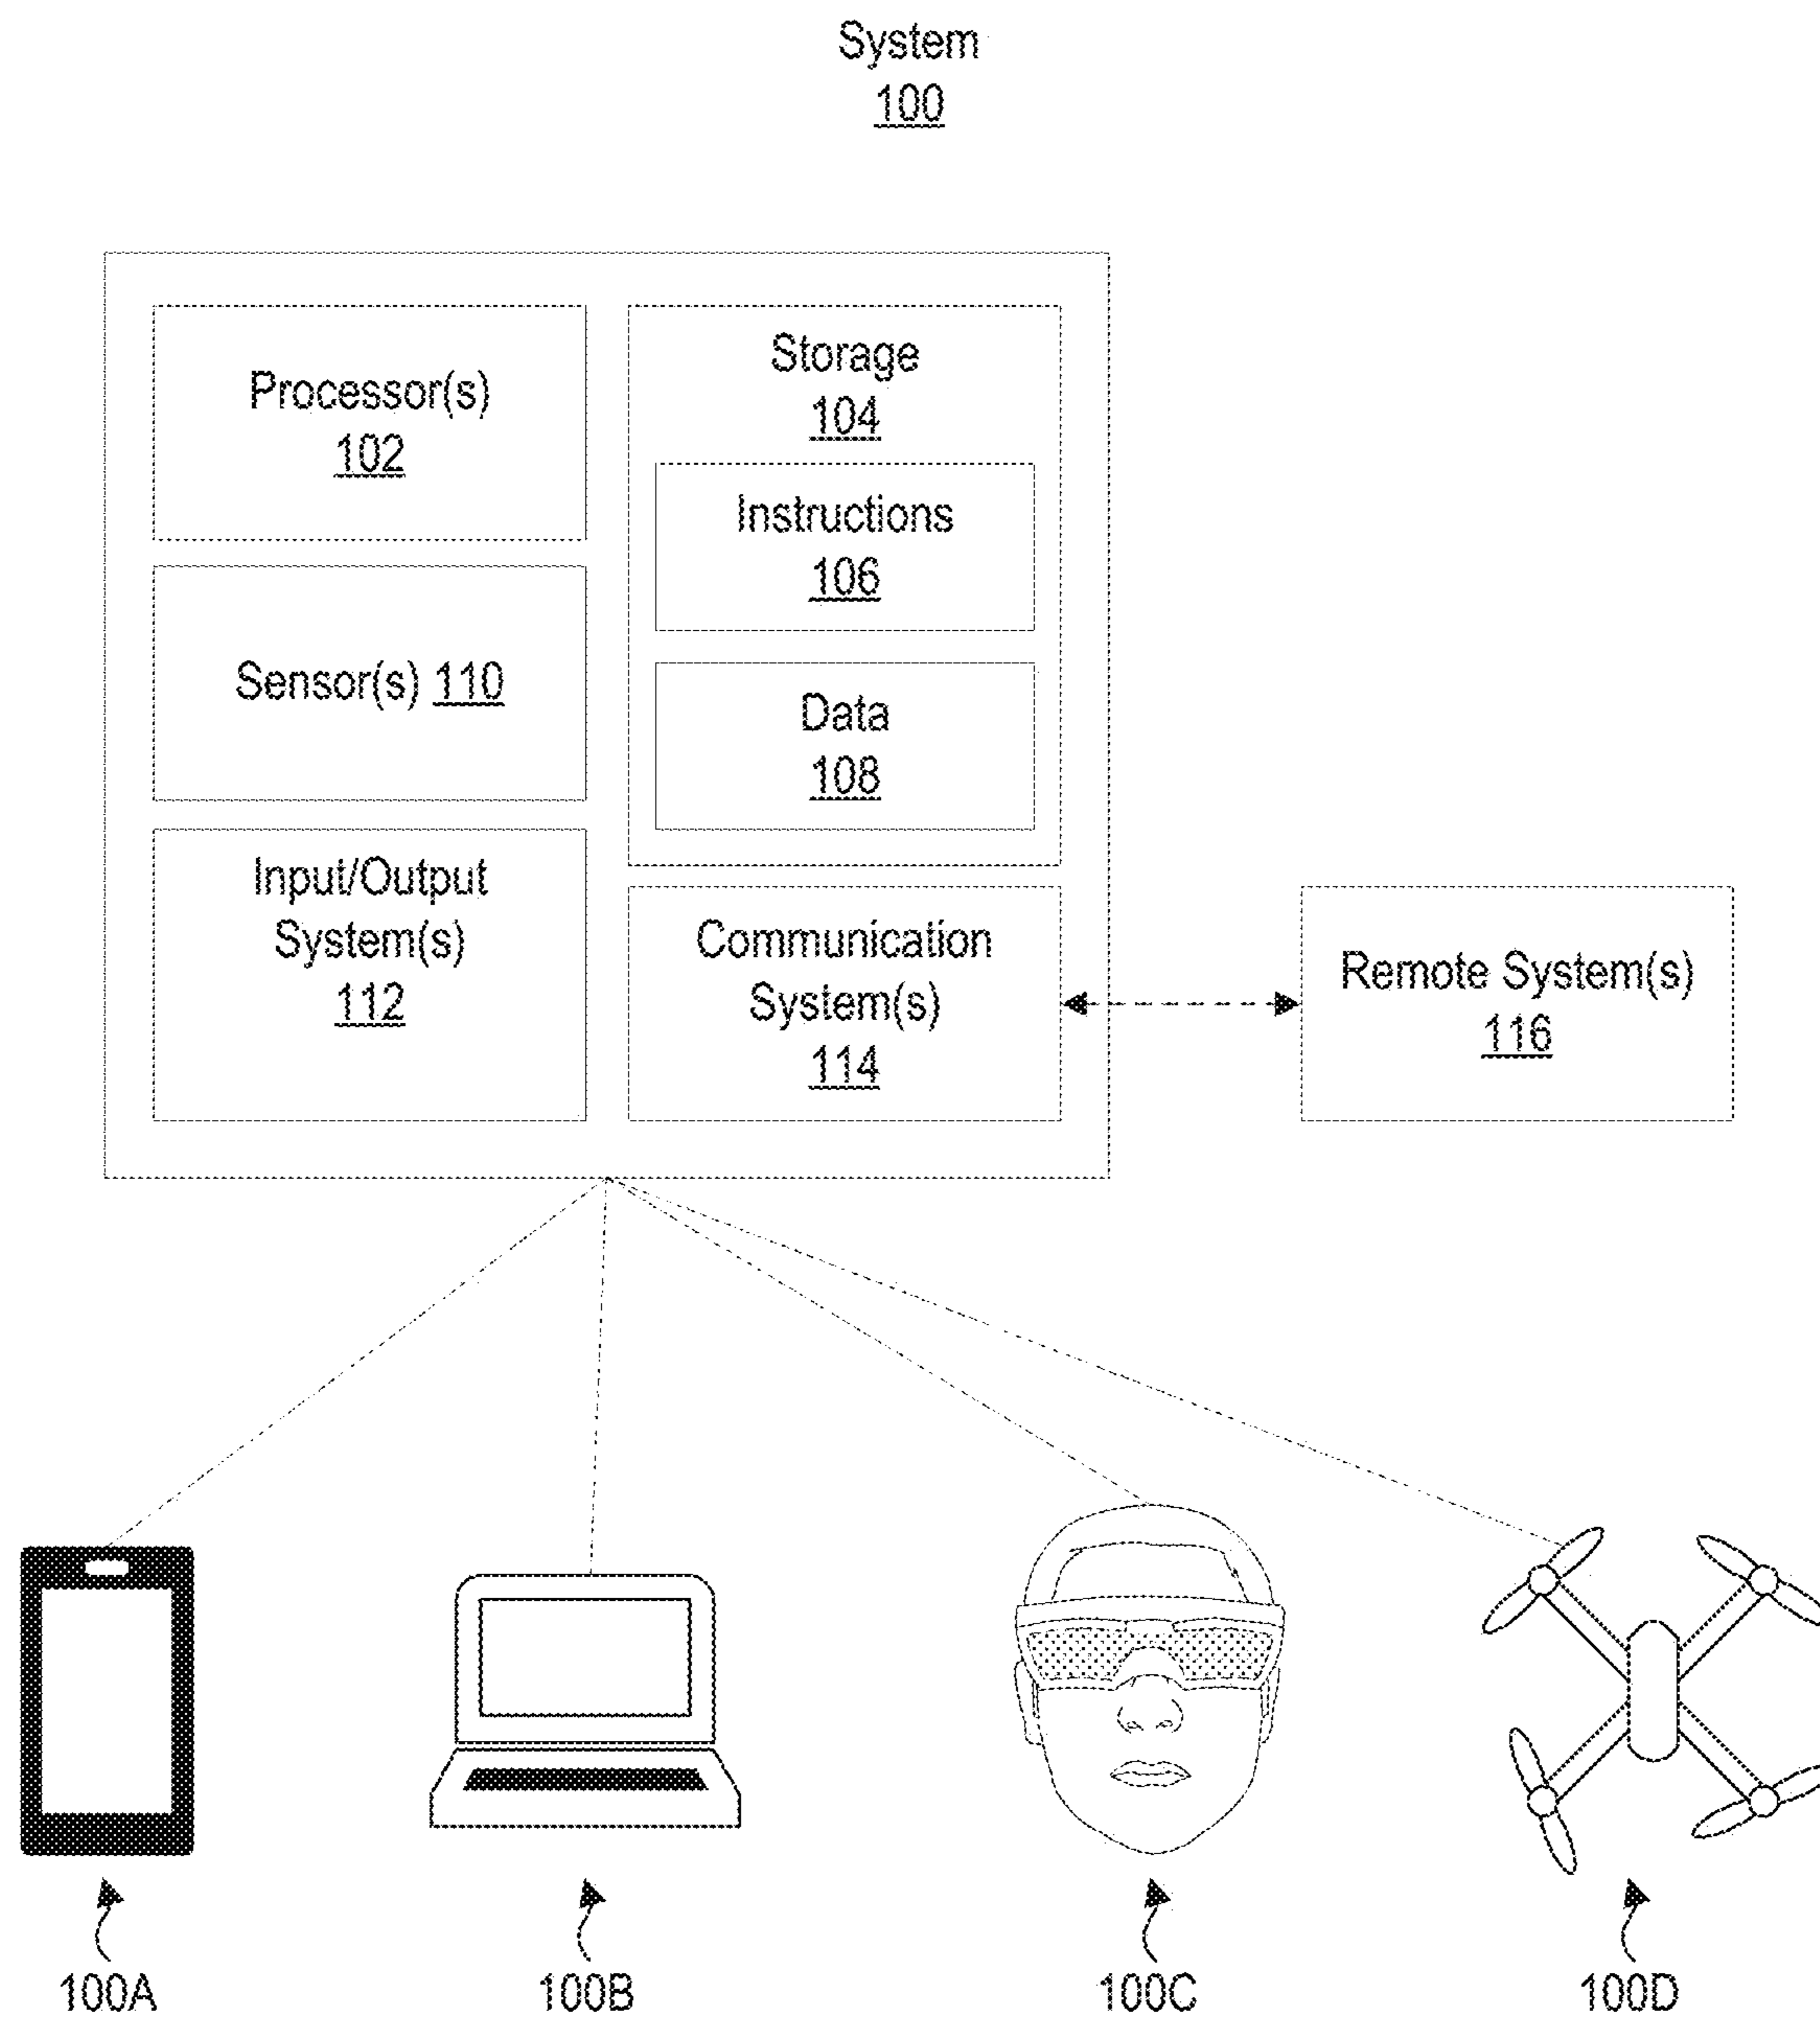 System
100
Processor(s)
102
Storage
104
Instructions
106
Sensor(s) 110
Data
108
Input/Output
System(s)
112
Communication
System(s)
114
Remote System(s)
116
100A
100B
100C
100D